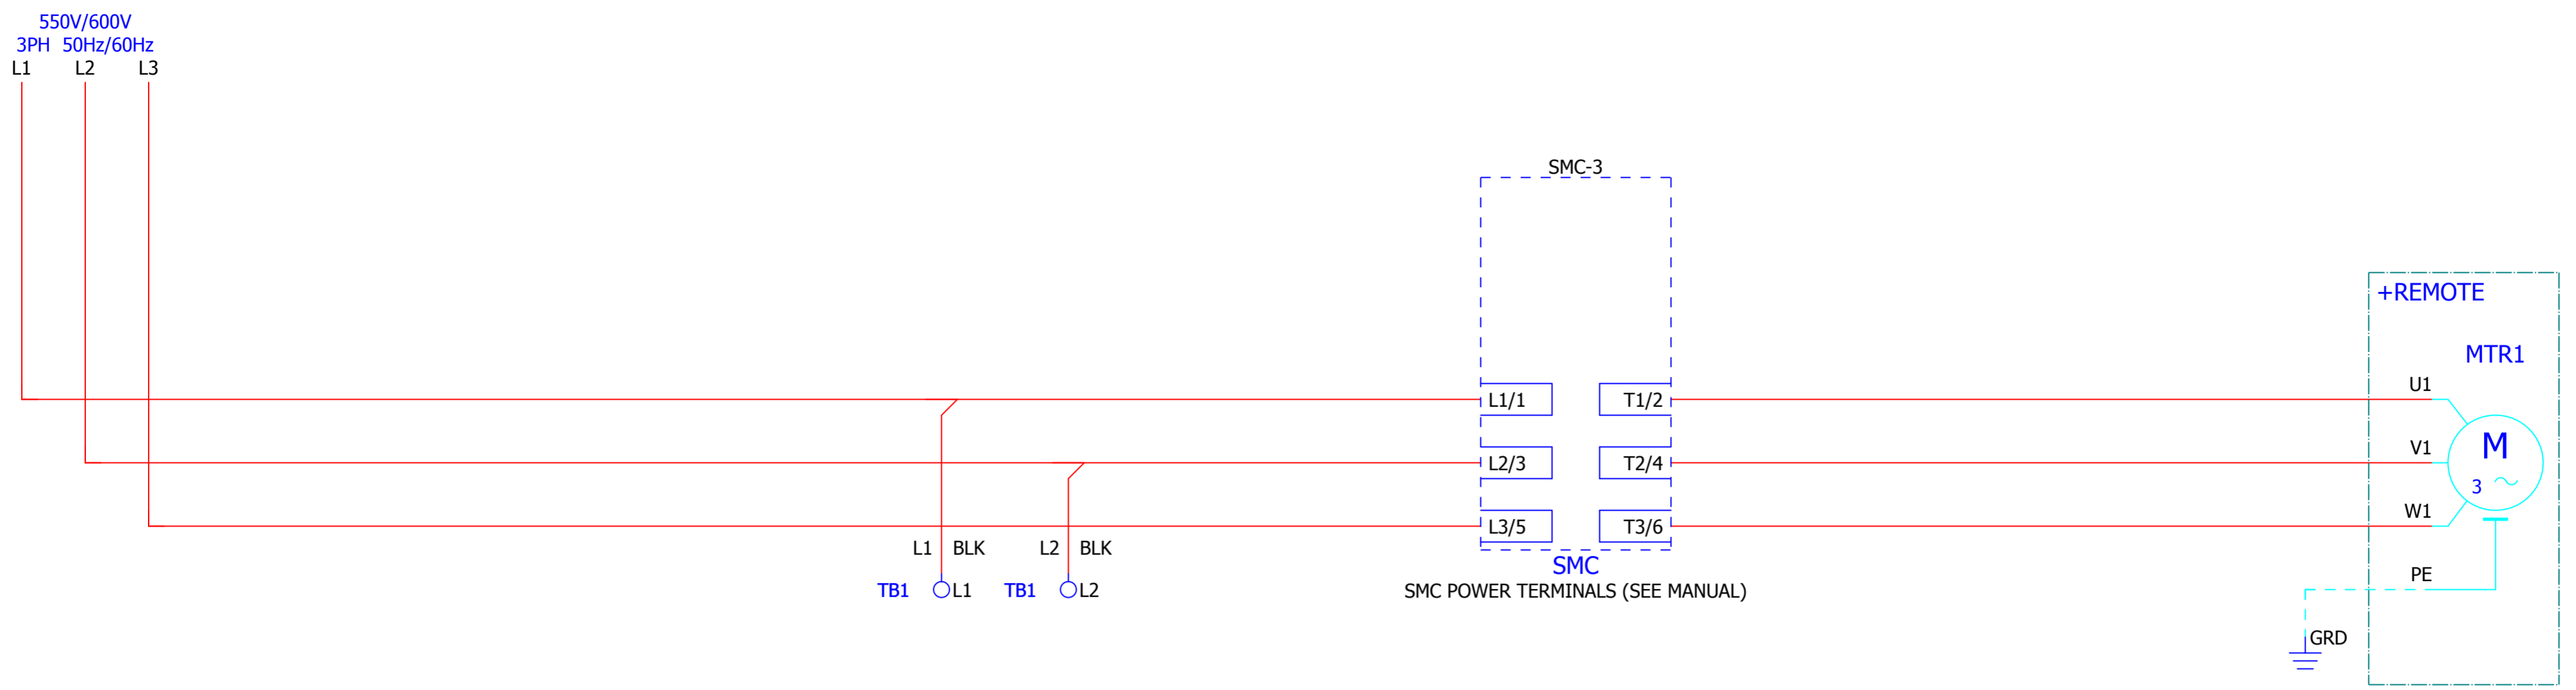 550V/600V
3PH 50Hz/60Hz
L1 L2 L3
SMC-3
+REMOTE
MTR1
U1
L1/1 T1/2
M
3 ~
V1
L2/3 T2/4
W1
L3/5 T3/6
L1 BLK L2 BLK
SMC
PE
TB1 L1 TB1 L2
SMC POWER TERMINALS (SEE MANUAL)
GRD